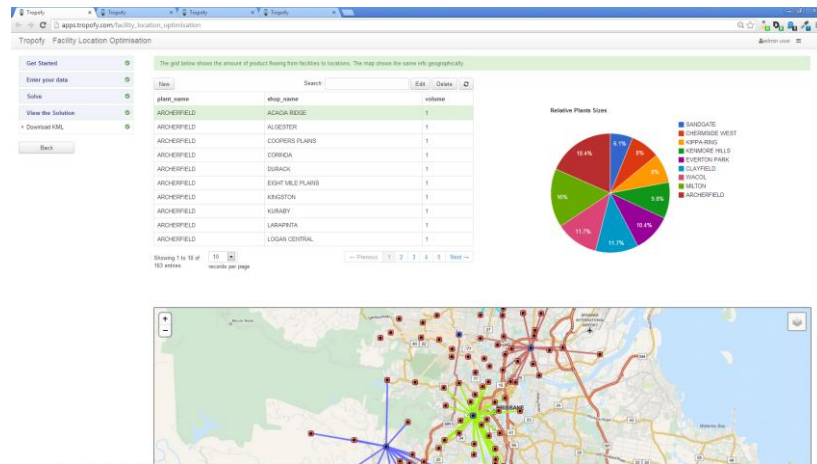 Tropofy
Tropofy
Tropofy
Tropofy
apps.tropofy.com/facility_location_optimisation
Tropofy Facility Location Optimisation
admin user
Get Started
Enter your data
Solve
View the Solution
Download KML
Back
The grid below shows the amount of product flowing from facilities to locations. The map shows the same info geographically.
New
Search
Edit
Delete
plant_name shop_name volume
ARCHERFIELD ACACIA RIDGE 1
ARCHERFIELD ALGESTER 1
ARCHERFIELD COOPERS PLAINS 1
ARCHERFIELD CORINDA 1
ARCHERFIELD DURACK 1
ARCHERFIELD EIGHT MILE PLAINS 1
ARCHERFIELD KINGSTON 1
ARCHERFIELD KURABY 1
ARCHERFIELD LARAPINTA 1
ARCHERFIELD LOGAN CENTRAL 1
Showing 1 to 10 of
163 entries
10
records per page
← Previous 1 2 3 4 5 Next →
Relative Plants Sizes
6.1%
8%
9.8%
10.4%
11.7%
11.7%
16%
18.4%
SANDGATE
CHERMSIDE WEST
KIPPA-RING
KENMORE HILLS
EVERTON PARK
CLAYFIELD
WACOL
MILTON
ARCHERFIELD
+
−
BRISBANE